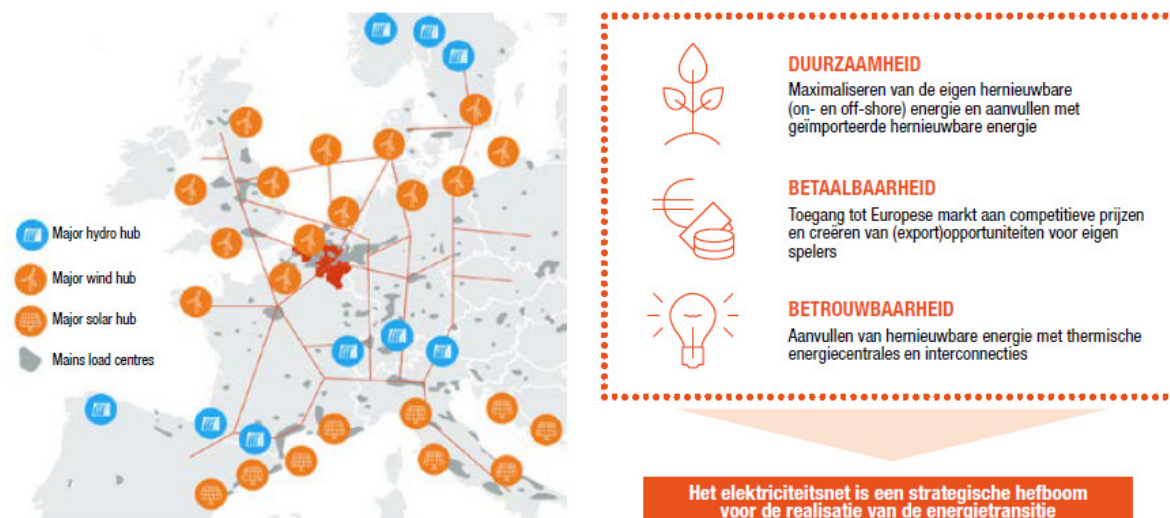 Major hydro hub
Major wind hub
Major solar hub
Mains load centres
DUURZAAMHEID
Maximaliseren van de eigen hernieuwbare
(on- en off-shore) energie en aanvullen met
geïmporteerde hernieuwbare energie
BETAALBAARHEID
Toegang tot Europese markt aan competitieve prijzen
en creëren van (export)opportuniteiten voor eigen
spelers
BETROUWBAARHEID
Aanvullen van hernieuwbare energie met thermische
energiecentrales en interconnecties
Het elektriciteitsnet is een strategische hefboom
voor de realisatie van de energietransitie